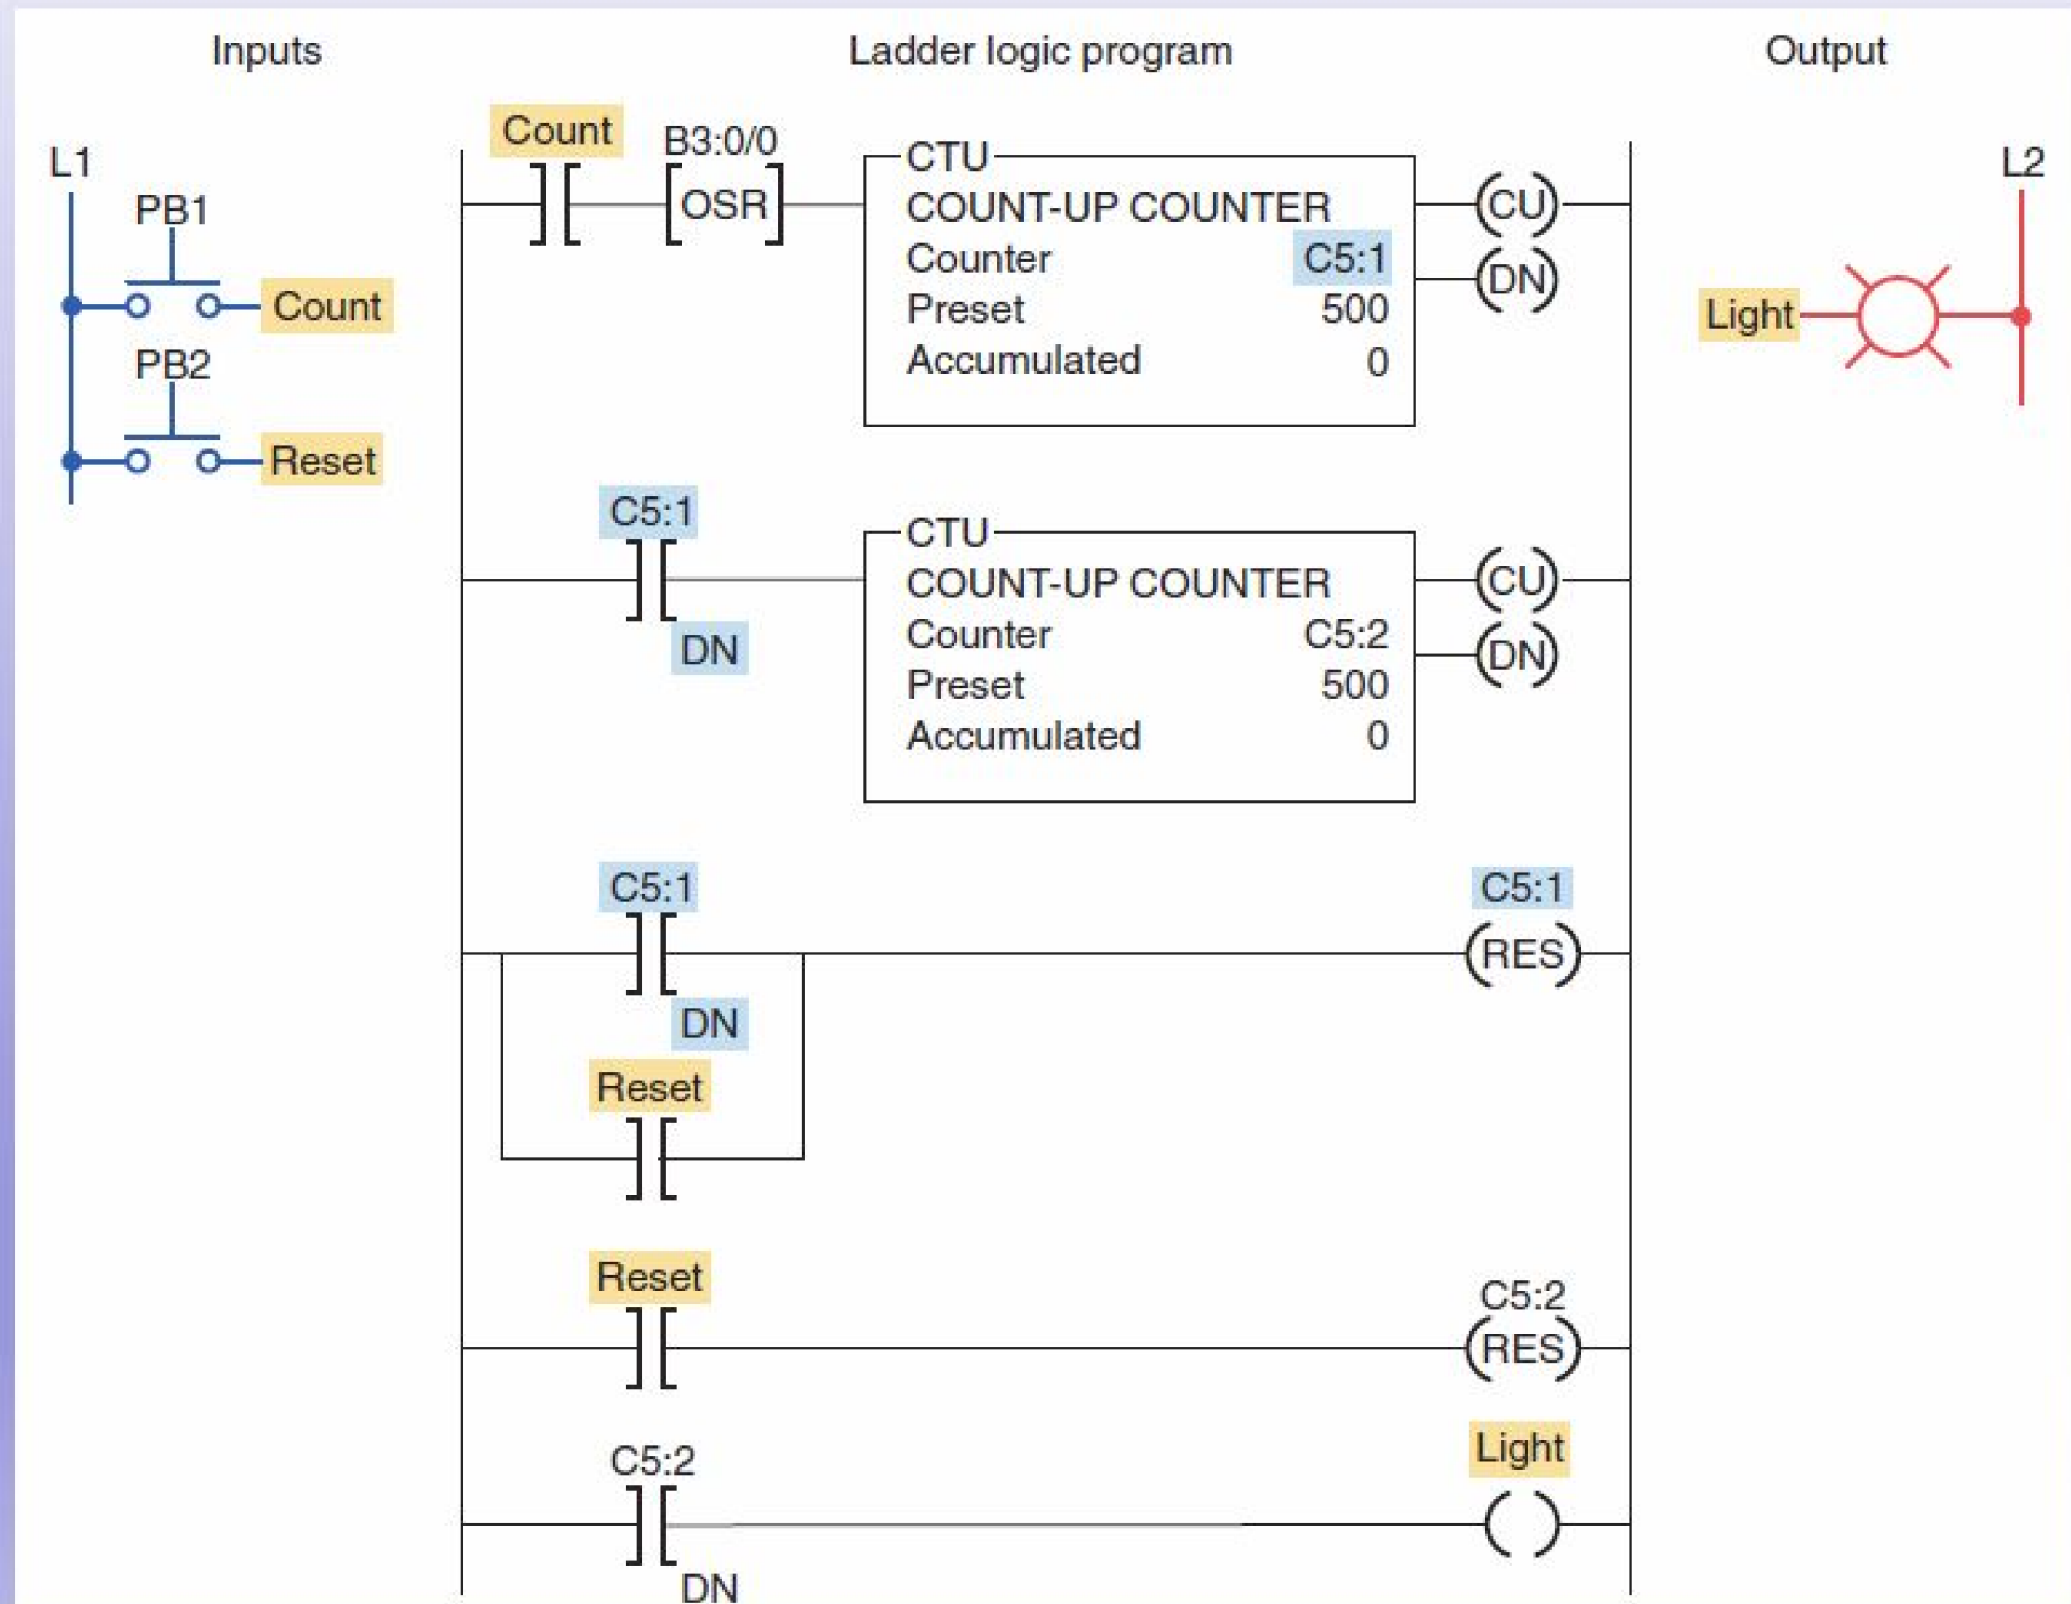 Inputs
Ladder logic program
Output
L1
PB1
Count
PB2
Reset
Count
B3:0/0
OSR
CTU
COUNT-UP COUNTER
Counter C5:1
Preset 500
Accumulated 0
CU
DN
L2
Light
C5:1
DN
CTU
COUNT-UP COUNTER
Counter C5:2
Preset 500
Accumulated 0
CU
DN
C5:1
DN
Reset
C5:1
RES
Reset
C5:2
RES
C5:2
DN
Light